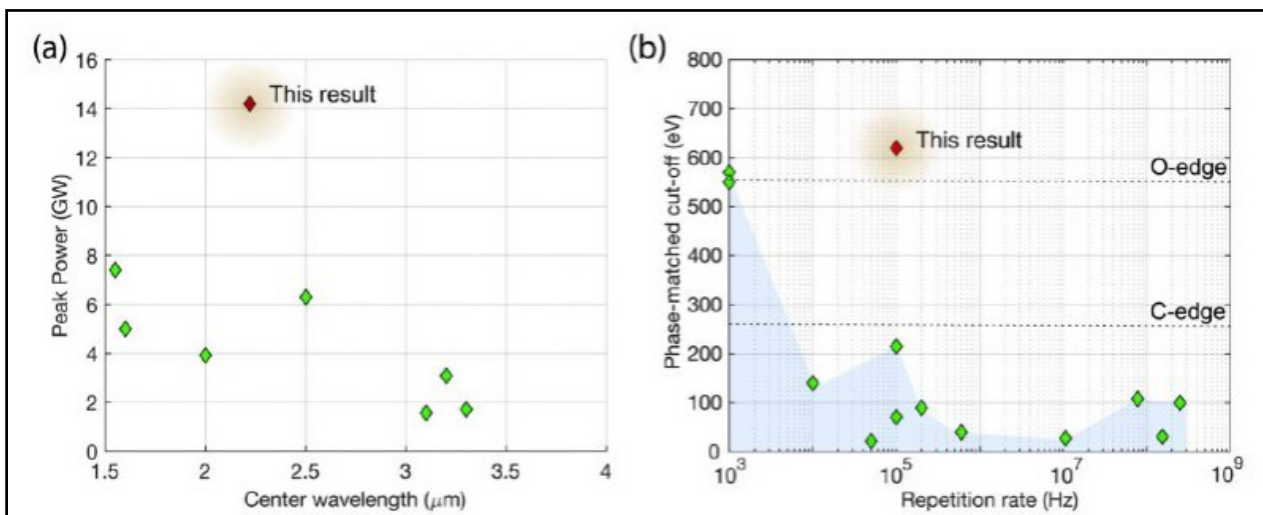 (a)
16
14
12
10
8
6
4
2
0
Peak Power (GW)
This result
1.5 2 2.5 3 3.5 4
Center wavelength (μm)
(b)
800
700
600
500
400
300
200
100
0
Phase-matched cut-off (eV)
This result
O-edge
C-edge
10³ 10⁵ 10⁷ 10⁹
Repetition rate (Hz)